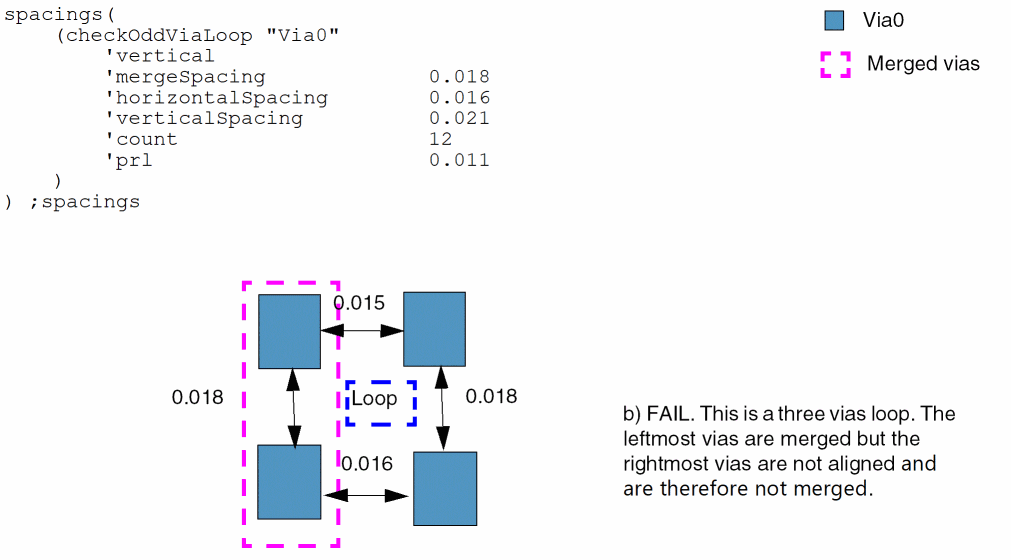 spacings(
(checkOddViaLoop "Via0"
'vertical
'mergeSpacing 0.018
'horizontalSpacing 0.016
'verticalSpacing 0.021
'count 12
'prl 0.011
)
) ;spacings
Via0
Merged vias
0.015
0.018
Loop
0.018
0.016
b) FAIL. This is a three vias loop. The
leftmost vias are merged but the
rightmost vias are not aligned and
are therefore not merged.